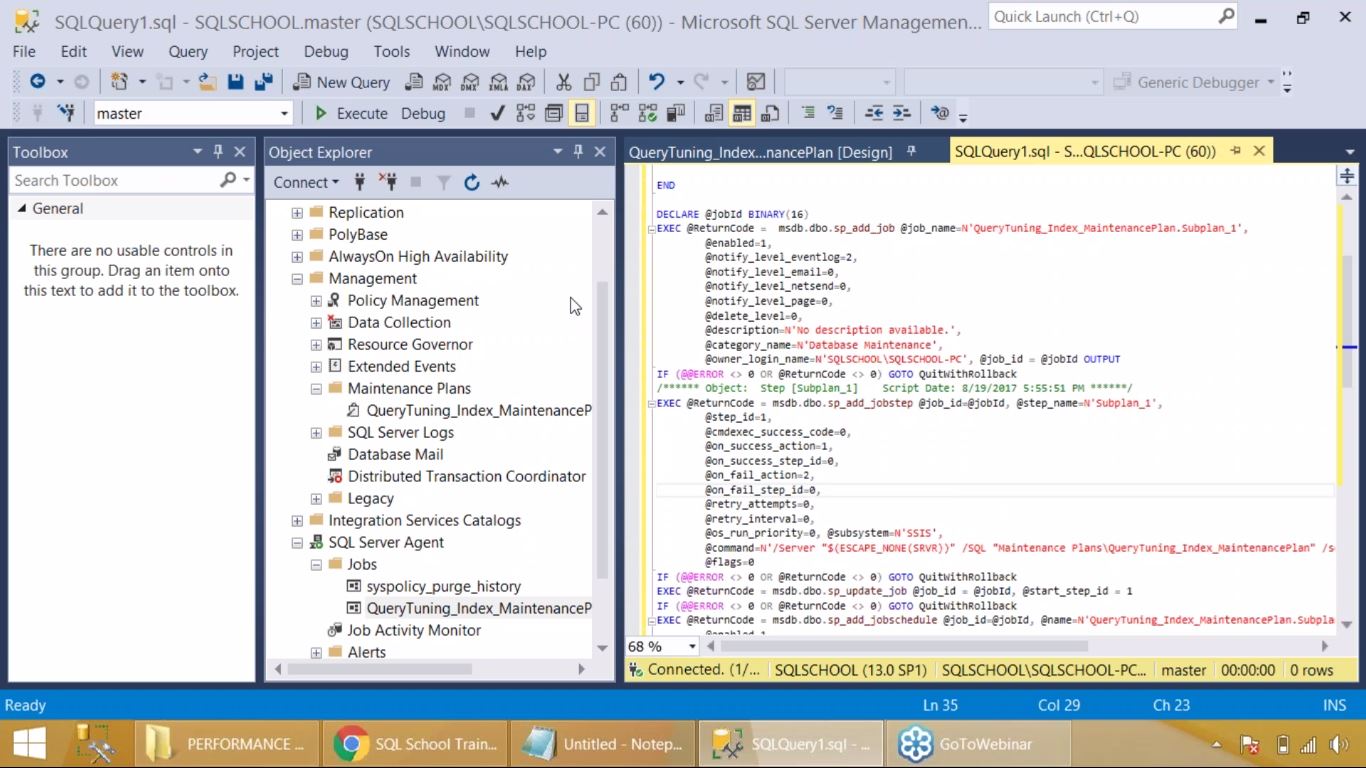 SQLQuery1.sql - SQLSCHOOL.master (SQLSCHOOL\SQLSCHOOL-PC (60)) - Microsoft SQL Server Managemen...
Quick Launch (Ctrl+Q)
File Edit View Query Project Debug Tools Window Help
New Query MDX DMX XMLA DAX Generic Debugger
master Execute Debug
Toolbox
Search Toolbox
General
There are no usable controls in
this group. Drag an item onto
this text to add it to the toolbox.
Object Explorer
Connect
Replication
PolyBase
AlwaysOn High Availability
Management
Policy Management
Data Collection
Resource Governor
Extended Events
Maintenance Plans
QueryTuning_Index_MaintenanceP
SQL Server Logs
Database Mail
Distributed Transaction Coordinator
Legacy
Integration Services Catalogs
SQL Server Agent
Jobs
syspolicy_purge_history
QueryTuning_Index_MaintenanceP
Job Activity Monitor
Alerts
QueryTuning_Index...nancePlan [Design]
SQLQuery1.sql - S...QLSCHOOL-PC (60))
END
DECLARE @jobId BINARY(16)
EXEC @ReturnCode = msdb.dbo.sp_add_job @job_name=N'QueryTuning_Index_MaintenancePlan.Subplan_1',
@enabled=1,
@notify_level_eventlog=2,
@notify_level_email=0,
@notify_level_netsend=0,
@notify_level_page=0,
@delete_level=0,
@description=N'No description available.',
@category_name=N'Database Maintenance',
@owner_login_name=N'SQLSCHOOL\SQLSCHOOL-PC', @job_id = @jobId OUTPUT
IF (@@ERROR <> 0 OR @ReturnCode <> 0) GOTO QuitWithRollback
/****** Object: Step [Subplan_1] Script Date: 8/19/2017 5:55:51 PM ******/
EXEC @ReturnCode = msdb.dbo.sp_add_jobstep @job_id=@jobId, @step_name=N'Subplan_1',
@step_id=1,
@cmdexec_success_code=0,
@on_success_action=1,
@on_success_step_id=0,
@on_fail_action=2,
@on_fail_step_id=0,
@retry_attempts=0,
@retry_interval=0,
@os_run_priority=0, @subsystem=N'SSIS',
@command=N'/Server "$(ESCAPE_NONE(SRVR))" /SQL "Maintenance Plans\QueryTuning_Index_MaintenancePlan" /s
@flags=0
IF (@@ERROR <> 0 OR @ReturnCode <> 0) GOTO QuitWithRollback
EXEC @ReturnCode = msdb.dbo.sp_update_job @job_id = @jobId, @start_step_id = 1
IF (@@ERROR <> 0 OR @ReturnCode <> 0) GOTO QuitWithRollback
EXEC @ReturnCode = msdb.dbo.sp_add_jobschedule @job_id=@jobId, @name=N'QueryTuning_Index_MaintenancePlan.Subpla
@enabled=1
68 %
Connected. (1/... SQLSCHOOL (13.0 SP1) SQLSCHOOL\SQLSCHOOL-PC... master 00:00:00 0 rows
Ready Ln 35 Col 29 Ch 23 INS
PERFORMANCE ... SQL School Train... Untitled - Notep... SQLQuery1.sql - ... GoToWebinar